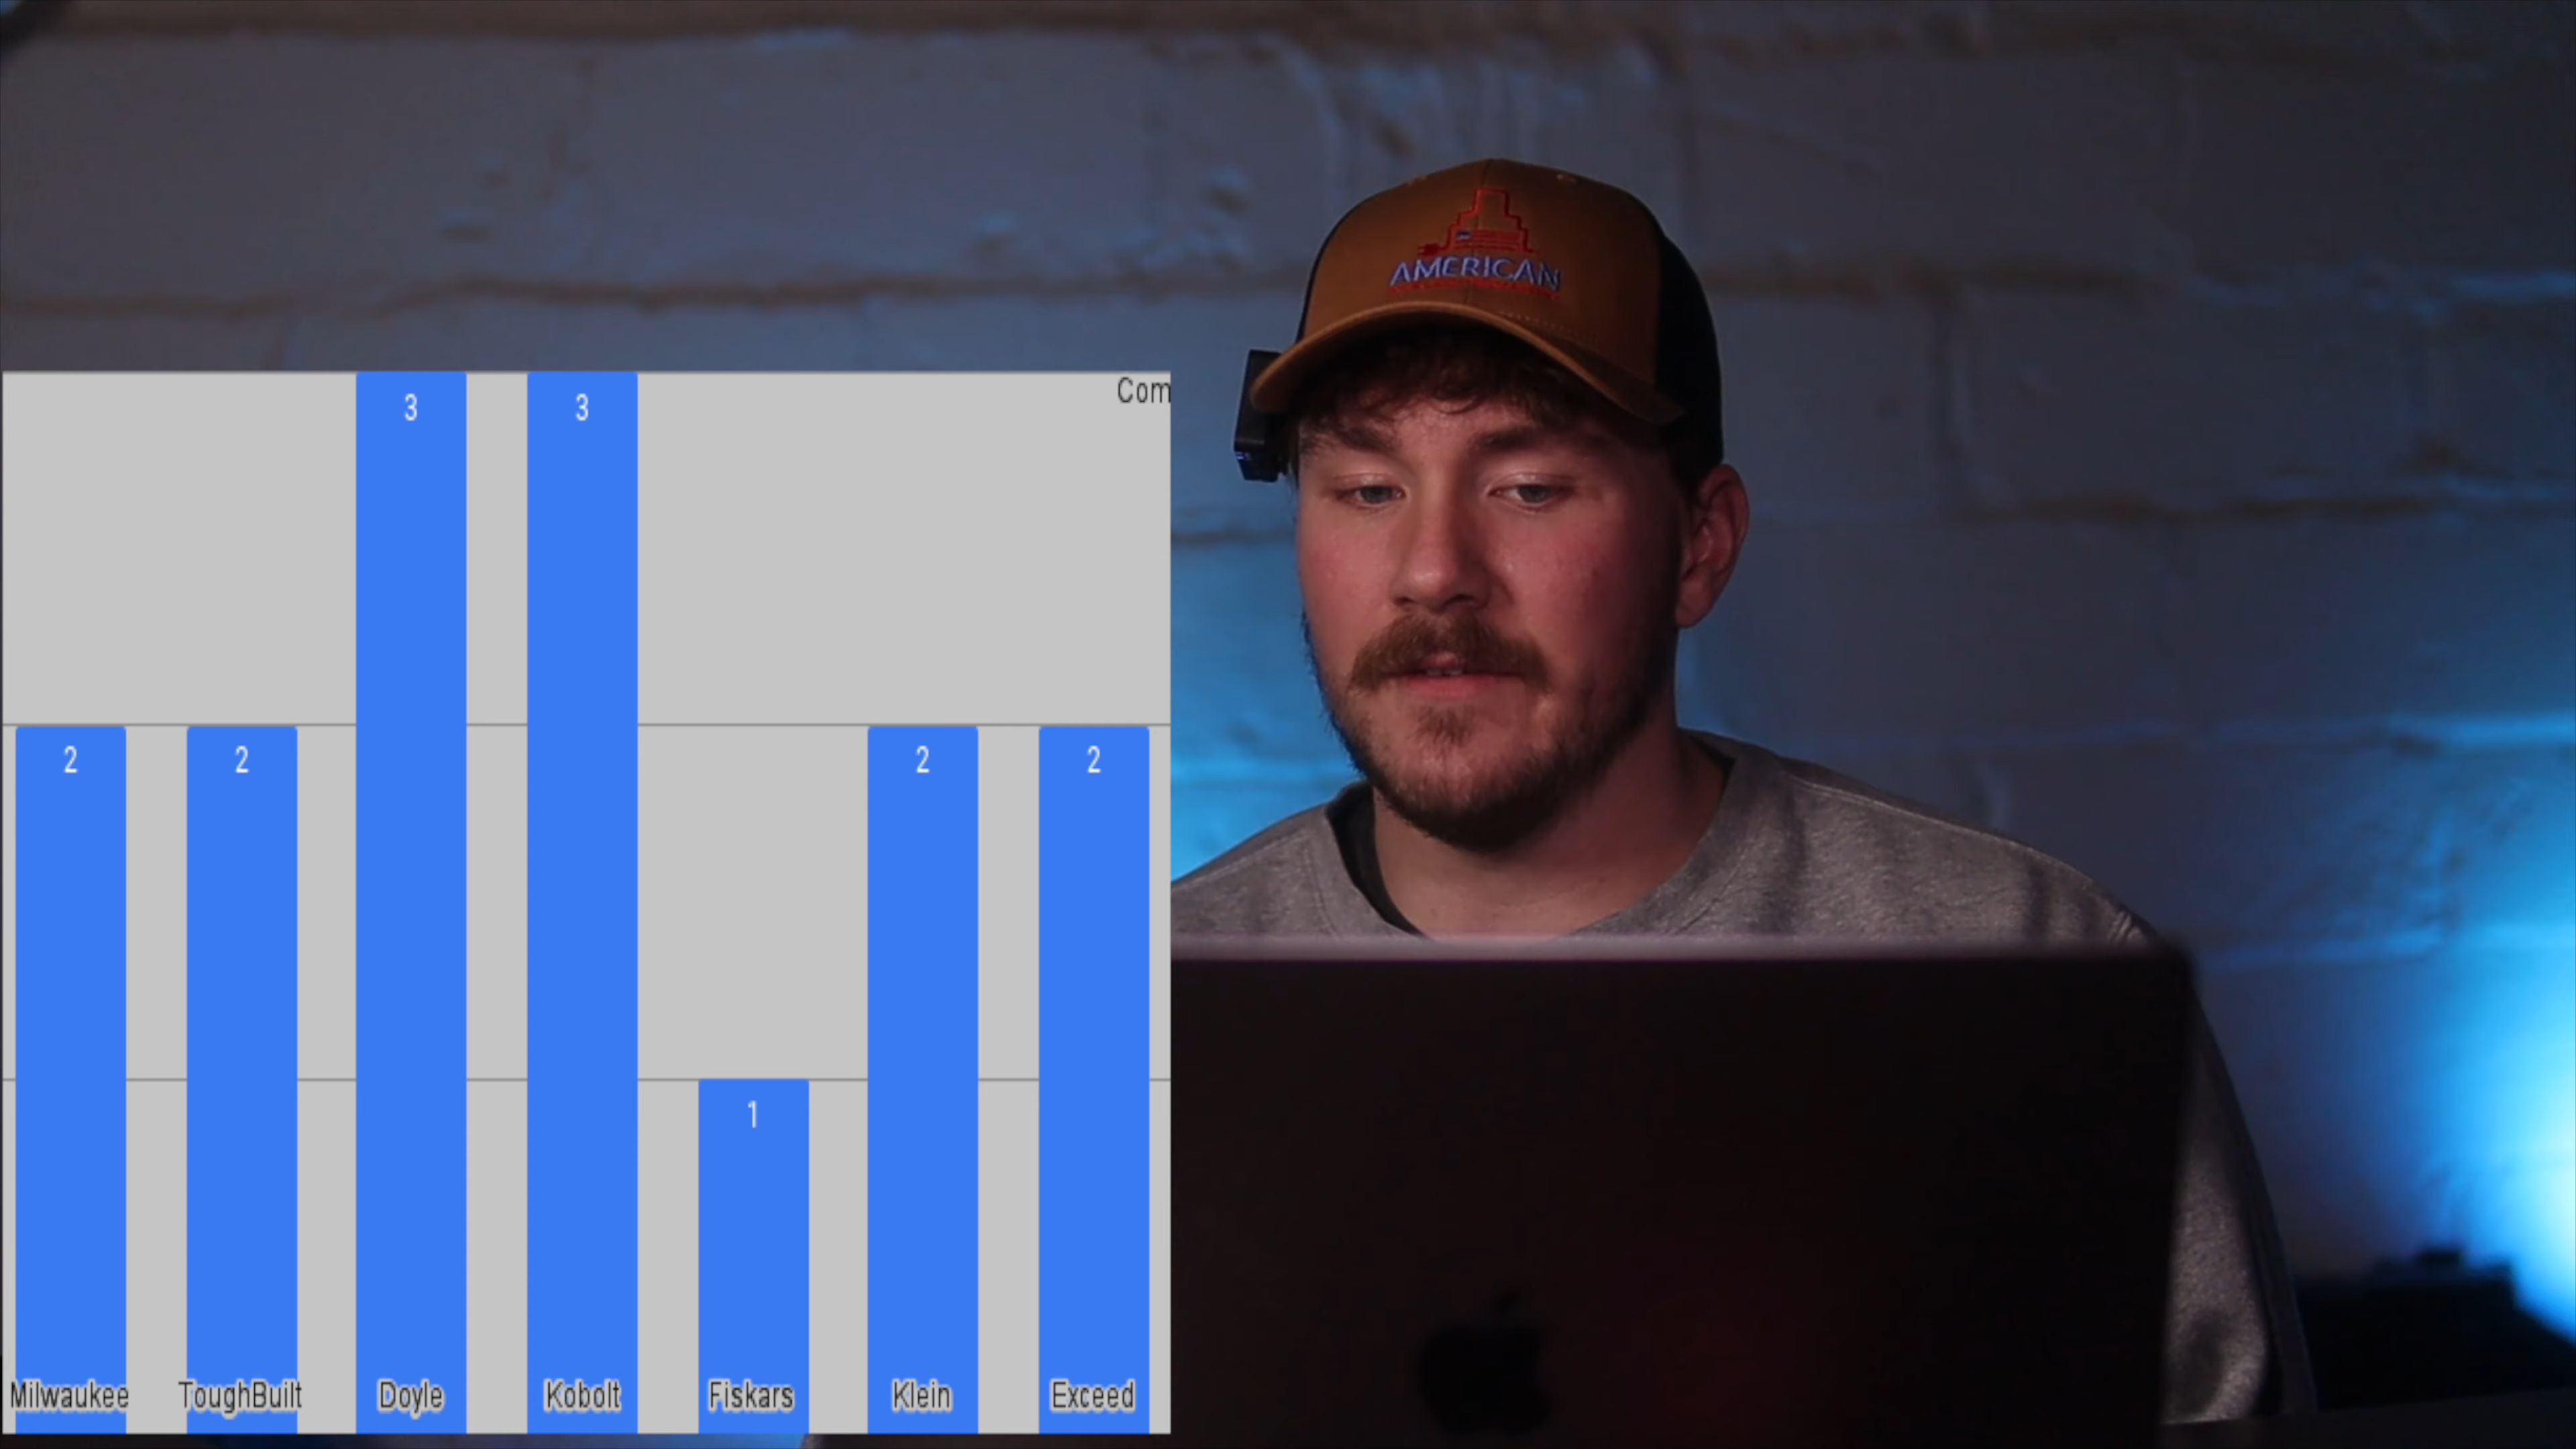 AMERICAN
Com
3 3
2 2 2 2
1
Milwaukee ToughBuilt Doyle Kobolt Fiskars Klein Exceed